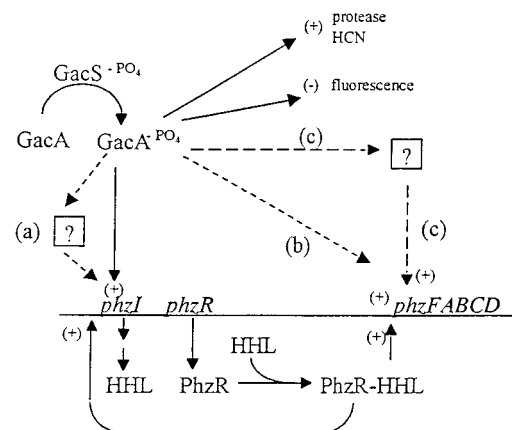 (+) protease
HCN
GacS - PO4
(-) fluorescence
GacA GacA - PO4
(c)
?
(a) ?
(b)
(c)
(+)
(+)
(+)
phzI phzR phzFABCD
(+)
(+)
HHL
HHL PhzR PhzR-HHL